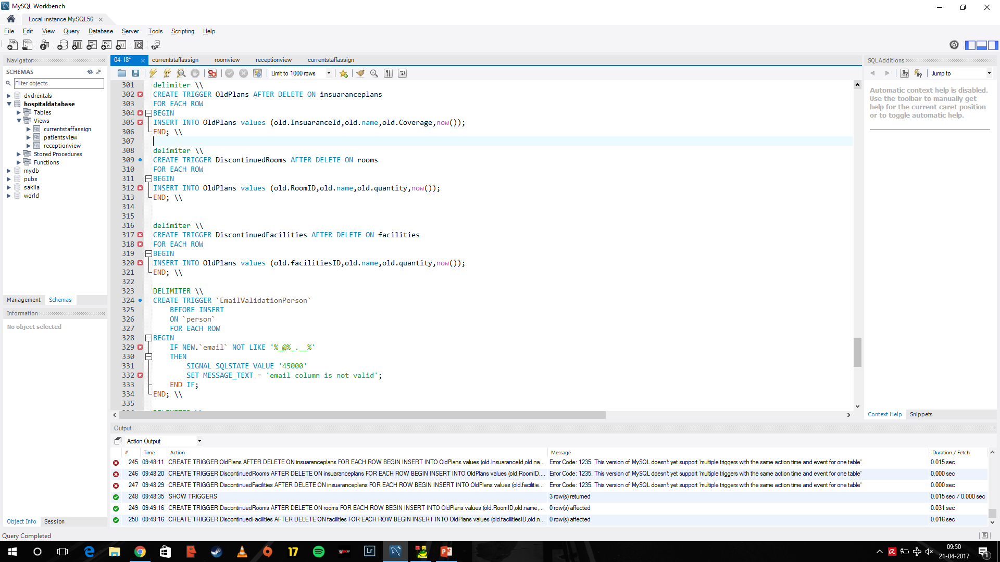 MySQL Workbench
Local instance MySQL56
File Edit View Query Database Server Tools Scripting Help
Navigator
SCHEMAS
Filter objects
dvdrentals
hospitaldatabase
Tables
Views
currentstaffassign
patientsview
receptionview
Stored Procedures
Functions
mydb
pubs
sakila
world
Management Schemas
Information
No object selected
Object Info Session
04-18* currentstaffassign roomview receptionview currentstaffassign
Limit to 1000 rows
301 delimiter \\
302 CREATE TRIGGER OldPlans AFTER DELETE ON insuaranceplans
303 FOR EACH ROW
304 BEGIN
305 INSERT INTO OldPlans values (old.InsuaranceId,old.name,old.Coverage,now());
306 END; \\
307
308 delimiter \\
309 CREATE TRIGGER DiscontinuedRooms AFTER DELETE ON rooms
310 FOR EACH ROW
311 BEGIN
312 INSERT INTO OldPlans values (old.RoomID,old.name,old.quantity,now());
313 END; \\
314
315
316 delimiter \\
317 CREATE TRIGGER DiscontinuedFacilities AFTER DELETE ON facilities
318 FOR EACH ROW
319 BEGIN
320 INSERT INTO OldPlans values (old.facilitiesID,old.name,old.quantity,now());
321 END; \\
322
323 DELIMITER \\
324 CREATE TRIGGER `EmailValidationPerson`
325 BEFORE INSERT
326 ON `person`
327 FOR EACH ROW
328 BEGIN
329 IF NEW.`email` NOT LIKE '%_@%_.__%'
330 THEN
331 SIGNAL SQLSTATE VALUE '45000'
332 SET MESSAGE_TEXT = 'email column is not valid';
333 END IF;
334 END; \\
335
SQLAdditions
Jump to
Automatic context help is disabled.
Use the toolbar to manually get
help for the current caret position
or to toggle automatic help.
Context Help Snippets
Output
Action Output
# Time Action Message Duration / Fetch
245 09:48:11 CREATE TRIGGER OldPlans AFTER DELETE ON insuaranceplans FOR EACH ROW BEGIN INSERT INTO OldPlans values (old.InsuaranceId,old.na... Error Code: 1235. This version of MySQL doesn't yet support 'multiple triggers with the same action time and event for one table' 0.015 sec
246 09:48:20 CREATE TRIGGER DiscontinuedRooms AFTER DELETE ON insuaranceplans FOR EACH ROW BEGIN INSERT INTO OldPlans values (old.RoomID,... Error Code: 1235. This version of MySQL doesn't yet support 'multiple triggers with the same action time and event for one table' 0.000 sec
247 09:48:29 CREATE TRIGGER DiscontinuedFacilities AFTER DELETE ON insuaranceplans FOR EACH ROW BEGIN INSERT INTO OldPlans values (old.facilitie... Error Code: 1235. This version of MySQL doesn't yet support 'multiple triggers with the same action time and event for one table' 0.000 sec
248 09:48:35 SHOW TRIGGERS 3 row(s) returned 0.015 sec / 0.000 sec
249 09:49:16 CREATE TRIGGER DiscontinuedRooms AFTER DELETE ON rooms FOR EACH ROW BEGIN INSERT INTO OldPlans values (old.RoomID,old.name,... 0 row(s) affected 0.031 sec
250 09:49:16 CREATE TRIGGER DiscontinuedFacilities AFTER DELETE ON facilities FOR EACH ROW BEGIN INSERT INTO OldPlans values (old.facilitiesID,old.n... 0 row(s) affected 0.016 sec
Query Completed
17
Lr
09:50
21-04-2017
1